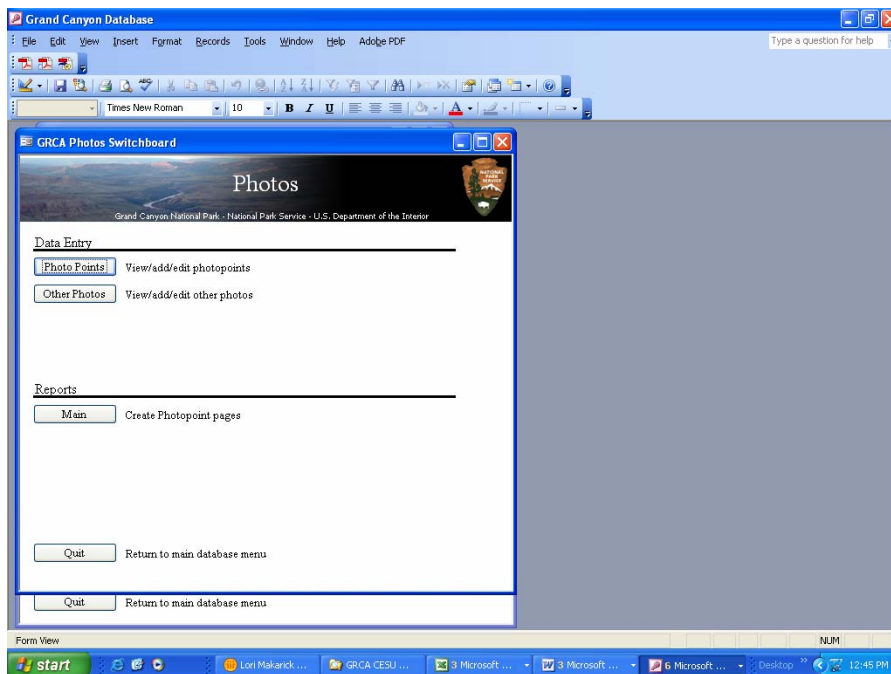 Grand Canyon Database
File Edit View Insert Format Records Tools Window Help Adobe PDF
Type a question for help
Times New Roman 10 B I U A
GRCA Photos Switchboard
Photos
NATIONAL PARK SERVICE
Grand Canyon National Park - National Park Service - U.S. Department of the Interior
Data Entry
Photo Points View/add/edit photopoints
Other Photos View/add/edit other photos
Reports
Main Create Photopoint pages
Quit Return to main database menu
Quit Return to main database menu
Form View NUM
start Lori Makarick ... GRCA CESU ... 3 Microsoft ... 3 Microsoft ... 6 Microsoft ... Desktop » 12:45 PM